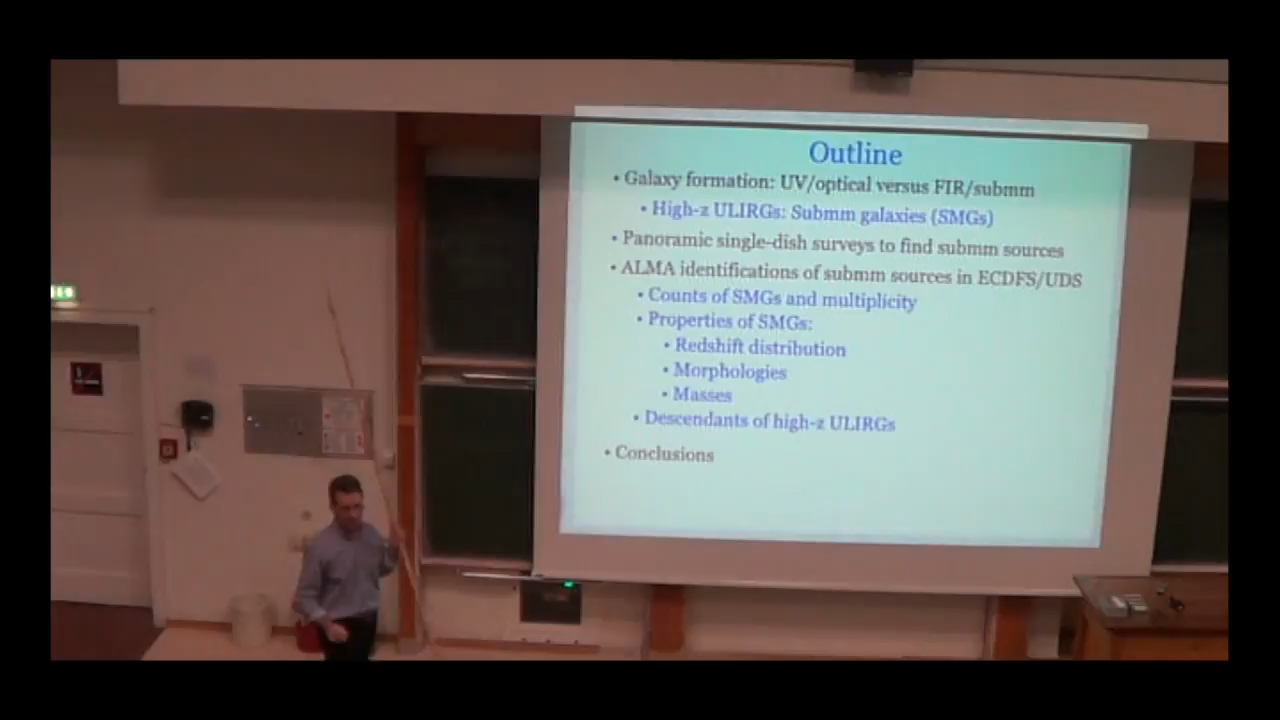 Outline
• Galaxy formation: UV/optical versus FIR/submm
• High-z ULIRGs: Submm galaxies (SMGs)
• Panoramic single-dish surveys to find submm sources
• ALMA identifications of submm sources in ECDFS/UDS
• Counts of SMGs and multiplicity
• Properties of SMGs:
• Redshift distribution
• Morphologies
• Masses
• Descendants of high-z ULIRGs
• Conclusions